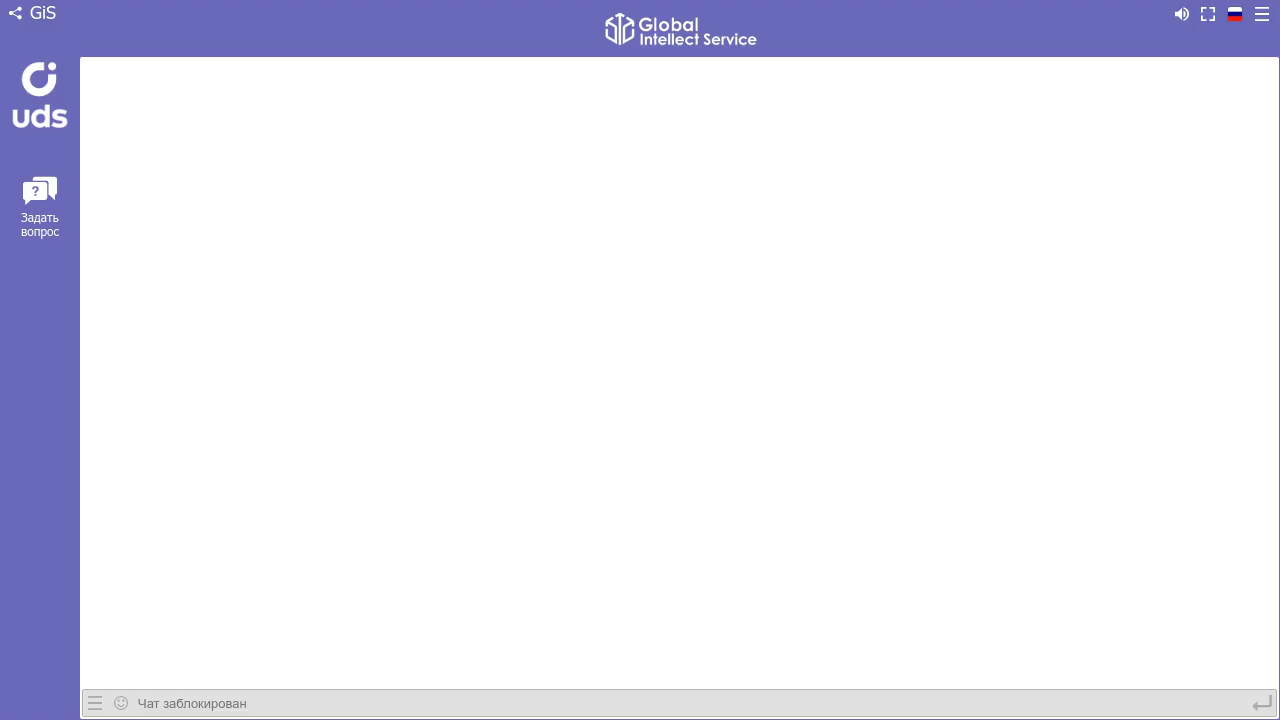 GiS
Global
Intellect Service
uds
?
Задать
вопрос
Чат заблокирован